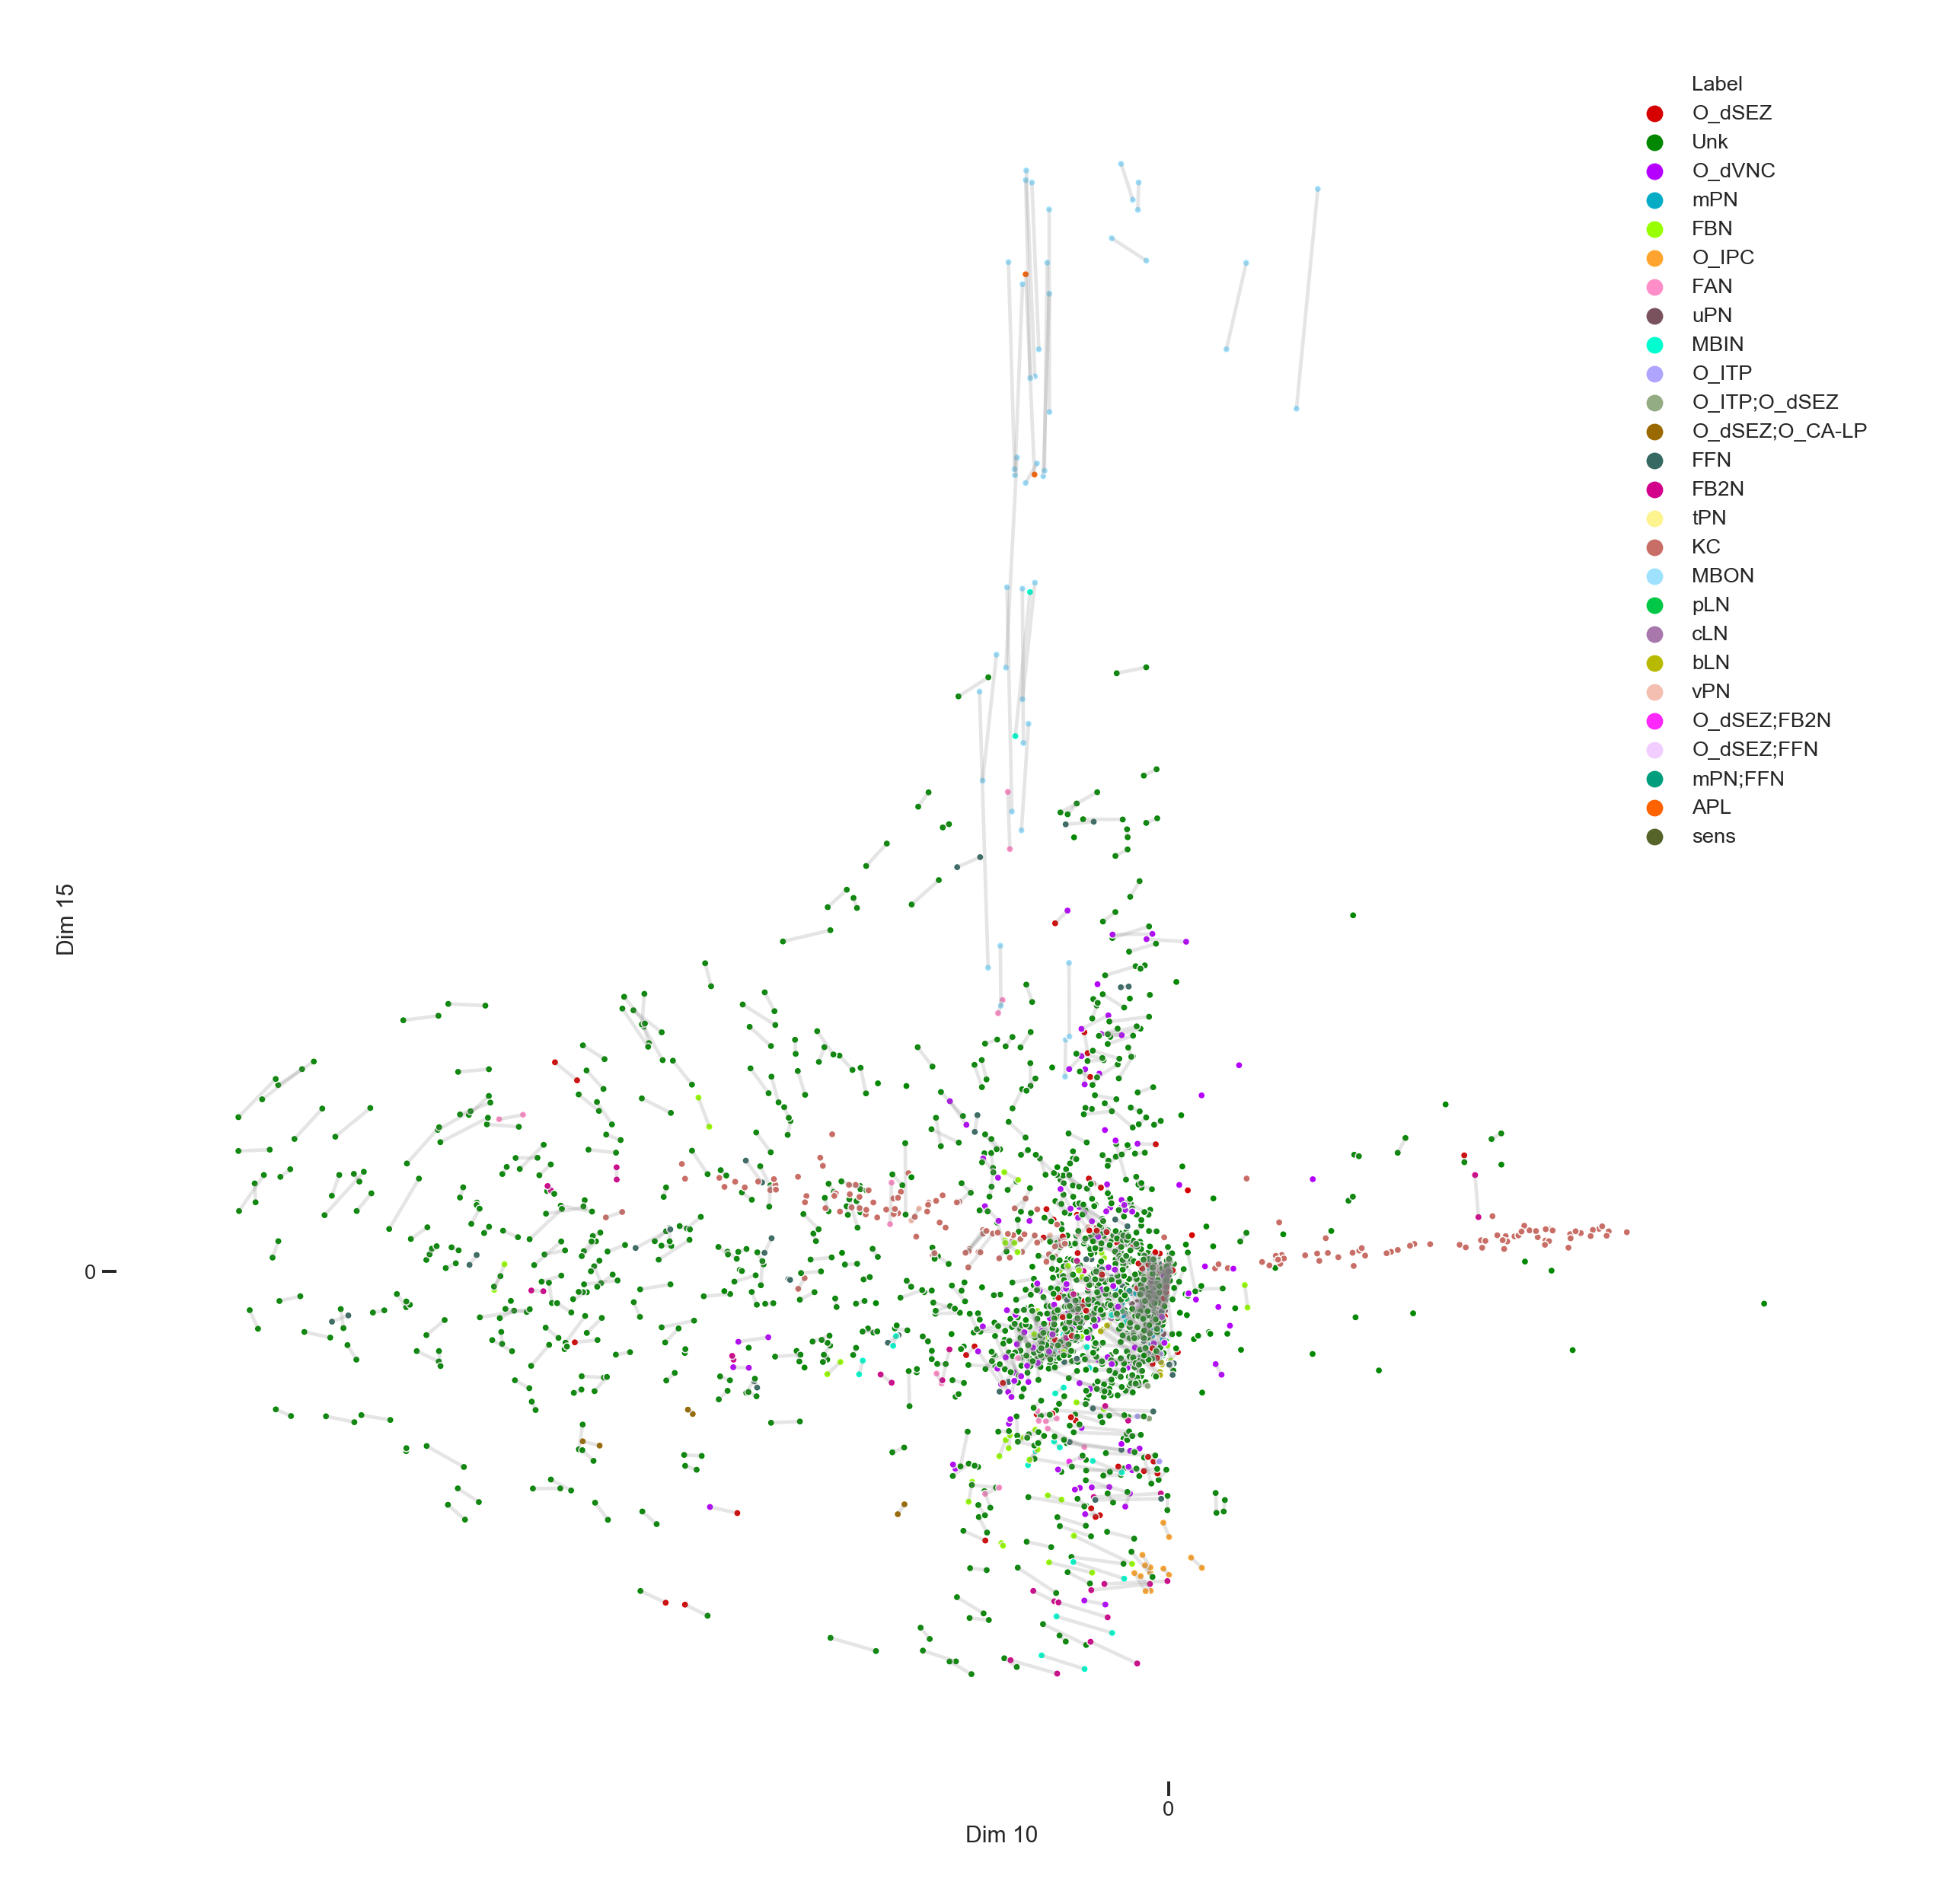 Label
O_dSEZ
Unk
O_dVNC
mPN
FBN
O_IPC
FAN
uPN
MBIN
O_ITP
O_ITP;O_dSEZ
O_dSEZ;O_CA-LP
FFN
FB2N
tPN
KC
MBON
pLN
cLN
bLN
vPN
O_dSEZ;FB2N
O_dSEZ;FFN
mPN;FFN
APL
sens
Dim 15
0
0
Dim 10